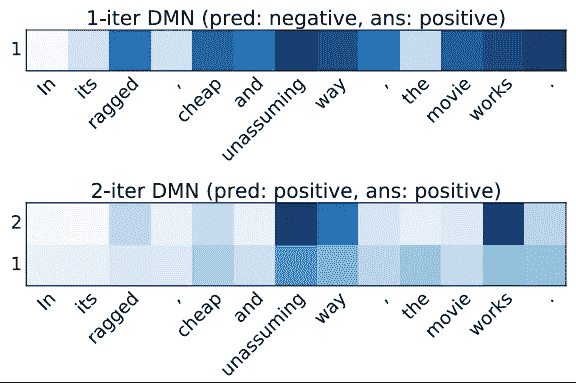 1-iter DMN (pred: negative, ans: positive)
1
In its ragged , cheap and unassuming way , the movie works .
2-iter DMN (pred: positive, ans: positive)
2
1
In its ragged , cheap and unassuming way , the movie works .